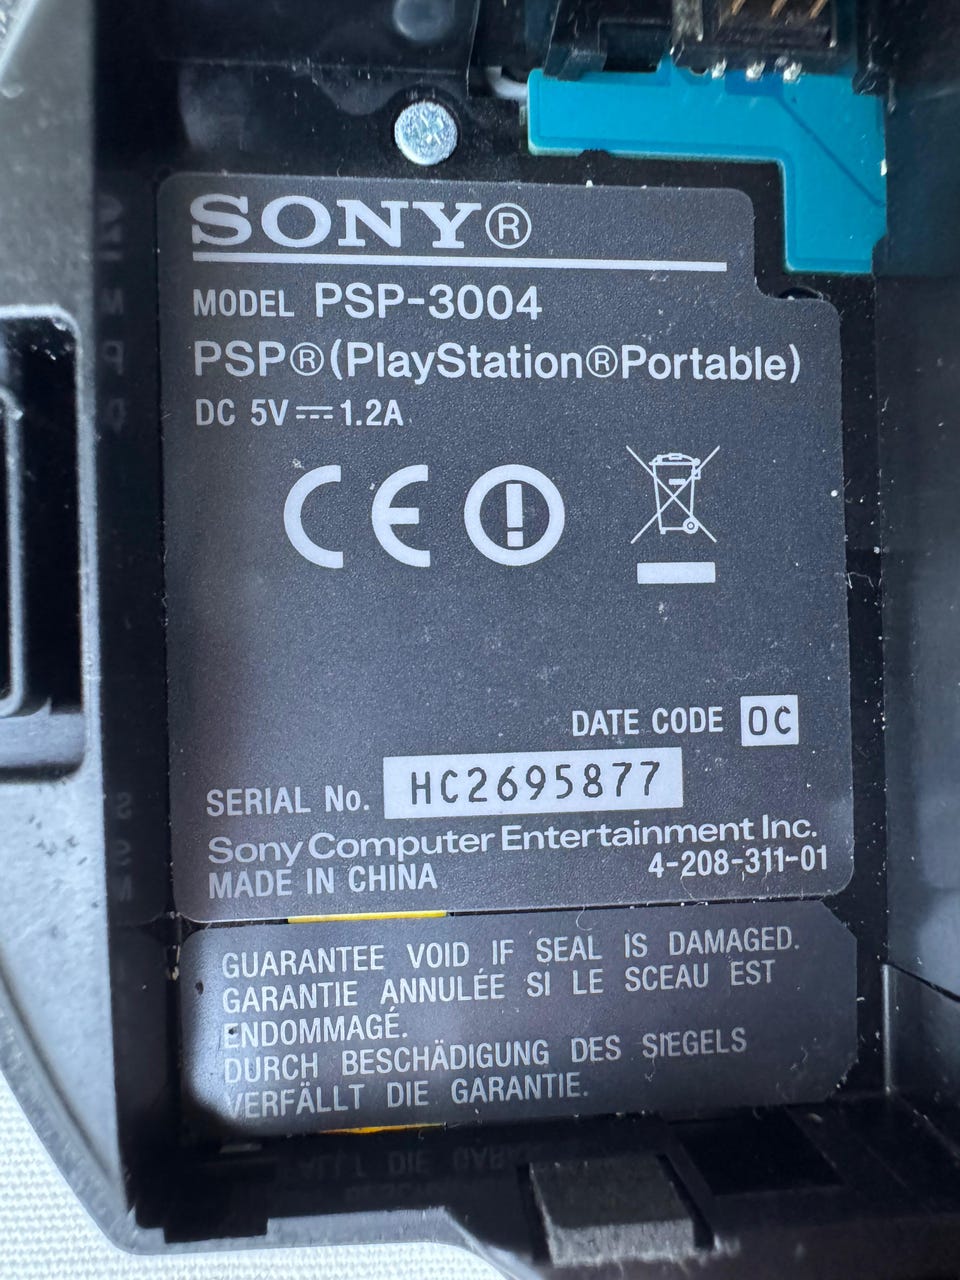 SONY®
MODEL PSP-3004
PSP®(PlayStation®Portable)
DC 5V ⎓ 1.2A
CE
DATE CODE 0C
SERIAL No. HC2695877
Sony Computer Entertainment Inc.
MADE IN CHINA 4-208-311-01
GUARANTEE VOID IF SEAL IS DAMAGED.
GARANTIE ANNULÉE SI LE SCEAU EST
ENDOMMAGÉ.
DURCH BESCHÄDIGUNG DES SIEGELS
VERFÄLLT DIE GARANTIE.